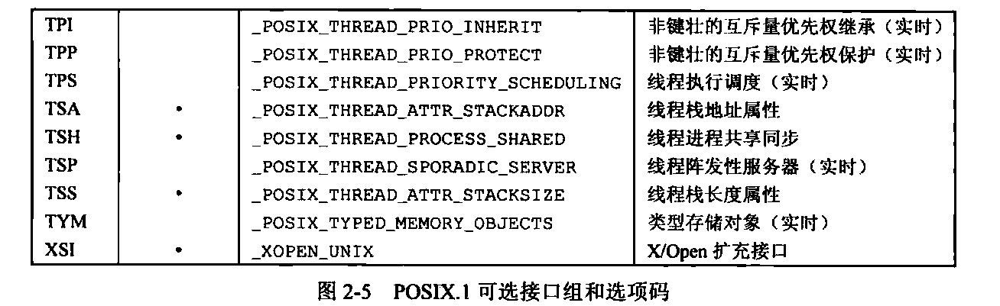 TPI _POSIX_THREAD_PRIO_INHERIT 非键壮的互斥量优先权继承（实时）
TPP _POSIX_THREAD_PRIO_PROTECT 非键壮的互斥量优先权保护（实时）
TPS _POSIX_THREAD_PRIORITY_SCHEDULING 线程执行调度（实时）
TSA • _POSIX_THREAD_ATTR_STACKADDR 线程栈地址属性
TSH • _POSIX_THREAD_PROCESS_SHARED 线程进程共享同步
TSP _POSIX_THREAD_SPORADIC_SERVER 线程阵发性服务器（实时）
TSS • _POSIX_THREAD_ATTR_STACKSIZE 线程栈长度属性
TYM _POSIX_TYPED_MEMORY_OBJECTS 类型存储对象（实时）
XSI • _XOPEN_UNIX X/Open 扩充接口
图 2-5 POSIX.1 可选接口组和选项码